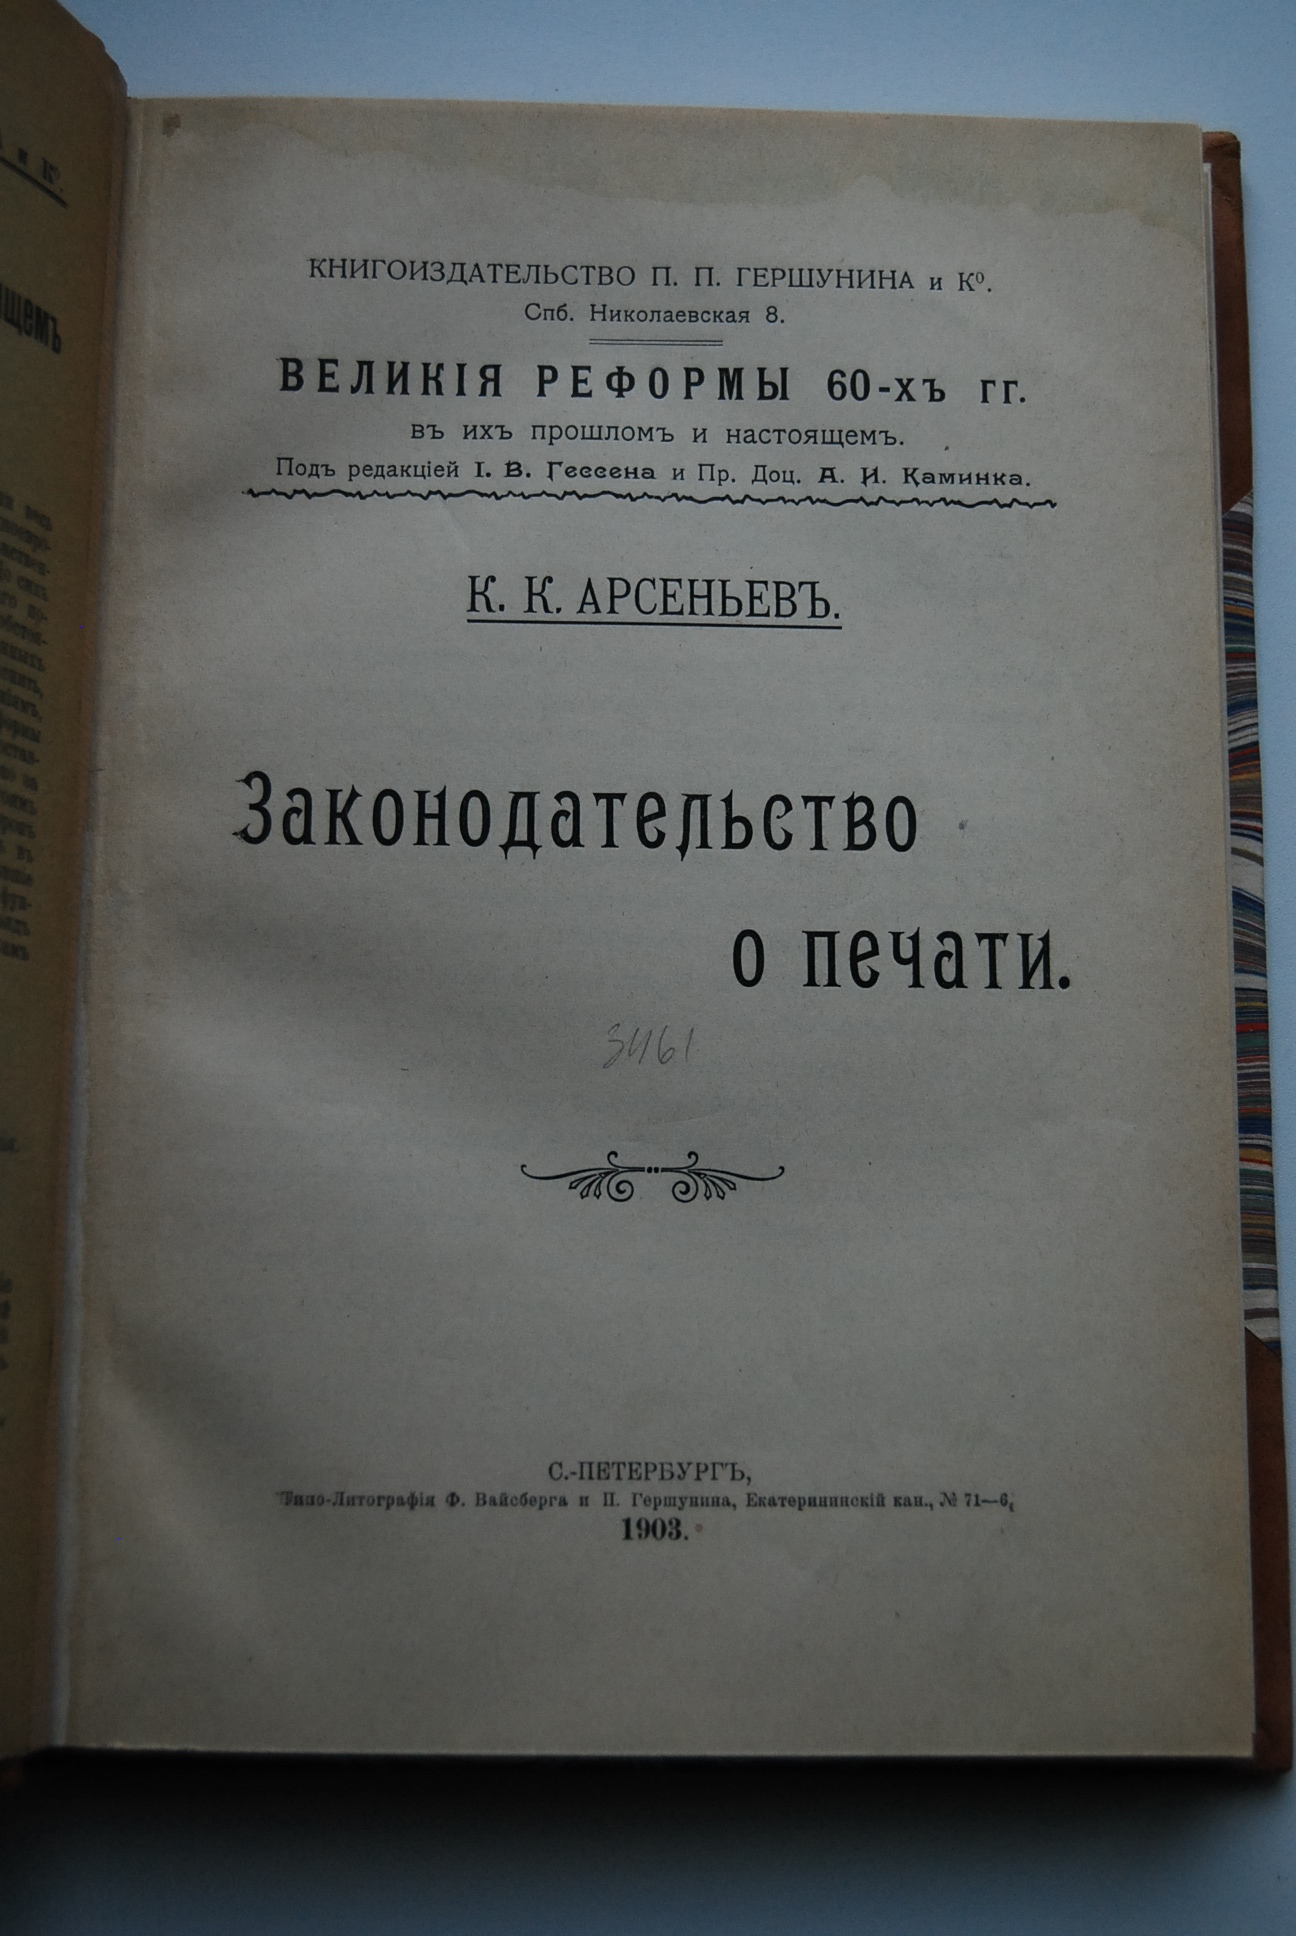 КНИГОИЗДАТЕЛЬСТВО П. П. ГЕРШУНИНА и Кº.
Спб. Николаевская 8.
ВЕЛИКІЯ РЕФОРМЫ 60-хъ гг.
въ ихъ прошломъ и настоящемъ.
Подъ редакціей І. В. Гессена и Пр. Доц. А. И. Каминка.
К. К. АРСЕНЬЕВЪ.
Законодательство
о печати.
3461
С.-ПЕТЕРБУРГЪ,
Типо-Литографія Ф. Вайсберга и П. Гершунина, Екатерининскій кан., № 71—6,
1903.